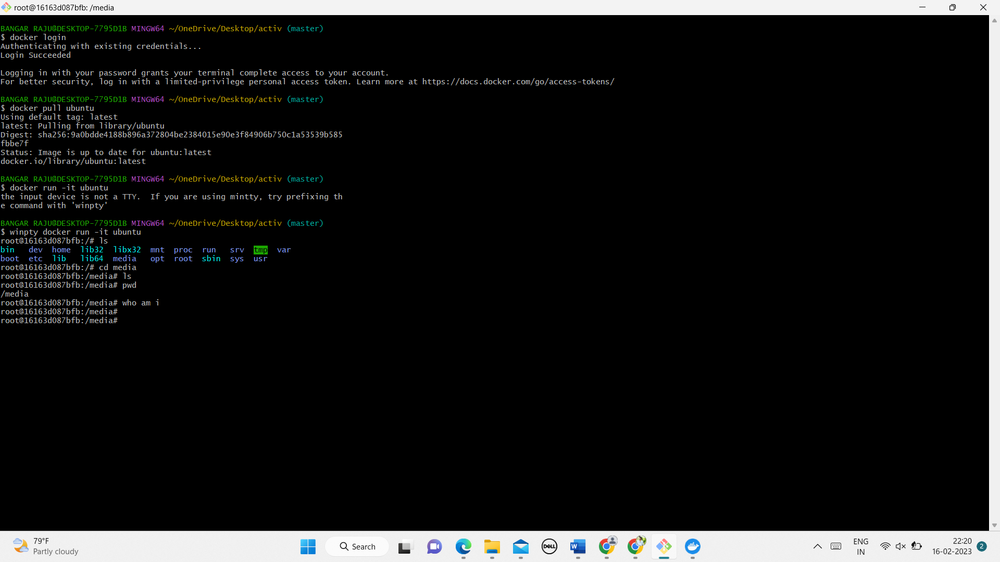 root@16163d087bfb: /media
BANGAR RAJU@DESKTOP-7795D1B MINGW64 ~/OneDrive/Desktop/activ (master)
$ docker login
Authenticating with existing credentials...
Login Succeeded
Logging in with your password grants your terminal complete access to your account.
For better security, log in with a limited-privilege personal access token. Learn more at https://docs.docker.com/go/access-tokens/
BANGAR RAJU@DESKTOP-7795D1B MINGW64 ~/OneDrive/Desktop/activ (master)
$ docker pull ubuntu
Using default tag: latest
latest: Pulling from library/ubuntu
Digest: sha256:9a0bdde4188b896a372804be2384015e90e3f84906b750c1a53539b585
fbbe7f
Status: Image is up to date for ubuntu:latest
docker.io/library/ubuntu:latest
BANGAR RAJU@DESKTOP-7795D1B MINGW64 ~/OneDrive/Desktop/activ (master)
$ docker run -it ubuntu
the input device is not a TTY.  If you are using mintty, try prefixing th
e command with 'winpty'
BANGAR RAJU@DESKTOP-7795D1B MINGW64 ~/OneDrive/Desktop/activ (master)
$ winpty docker run -it ubuntu
root@16163d087bfb:/# ls
bin   dev  home  lib32  libx32  mnt  proc  run   srv  tmp  var
boot  etc  lib   lib64  media   opt  root  sbin  sys  usr
root@16163d087bfb:/# cd media
root@16163d087bfb:/media# ls
root@16163d087bfb:/media# pwd
/media
root@16163d087bfb:/media# who am i
root@16163d087bfb:/media#
root@16163d087bfb:/media#
79°F
Partly cloudy
Search
DELL
W
ENG
IN
22:20
16-02-2023
2